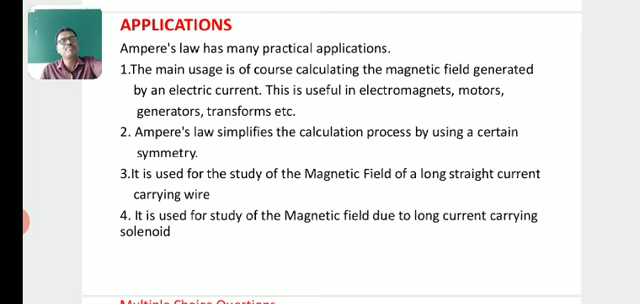 APPLICATIONS
Ampere's law has many practical applications.
1.The main usage is of course calculating the magnetic field generated
by an electric current. This is useful in electromagnets, motors,
generators, transforms etc.
2. Ampere's law simplifies the calculation process by using a certain
symmetry.
3.It is used for the study of the Magnetic Field of a long straight current
carrying wire
4. It is used for study of the Magnetic field due to long current carrying
solenoid
Multiple Choice Questions